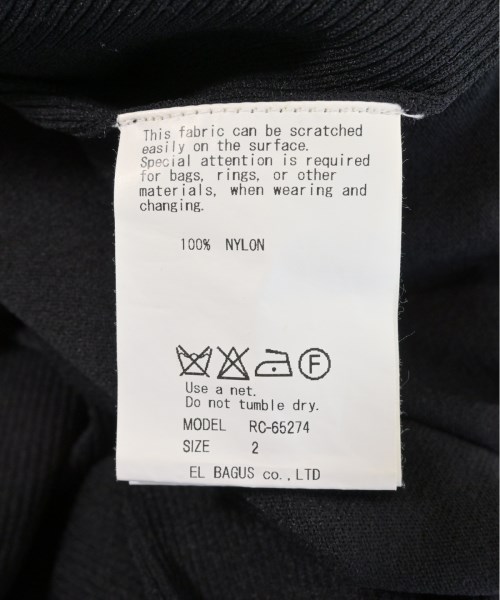 This fabric can be scratched
easily on the surface.
Special attention is required
for bags, rings, or other
materials, when wearing and
changing.
100% NYLON
F
Use a net.
Do not tumble dry.
MODEL RC-65274
SIZE 2
EL BAGUS co.,LTD